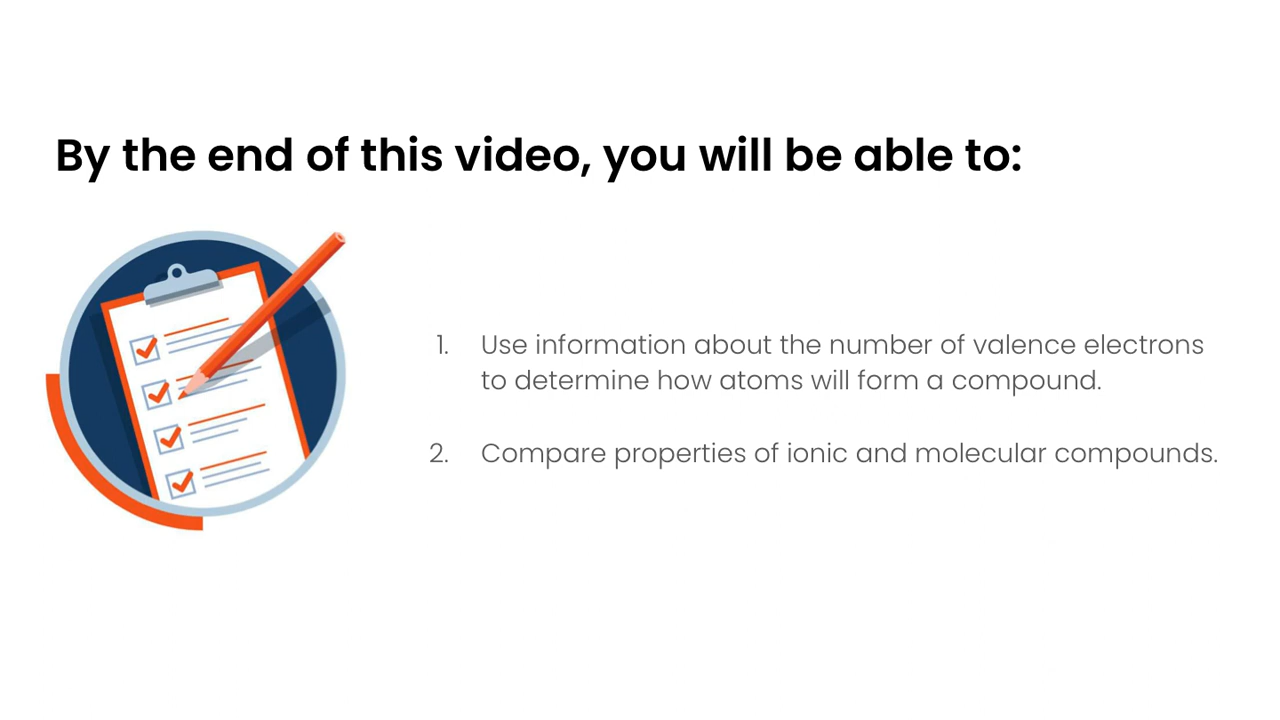 By the end of this video, you will be able to:
1. Use information about the number of valence electrons
to determine how atoms will form a compound.
2. Compare properties of ionic and molecular compounds.